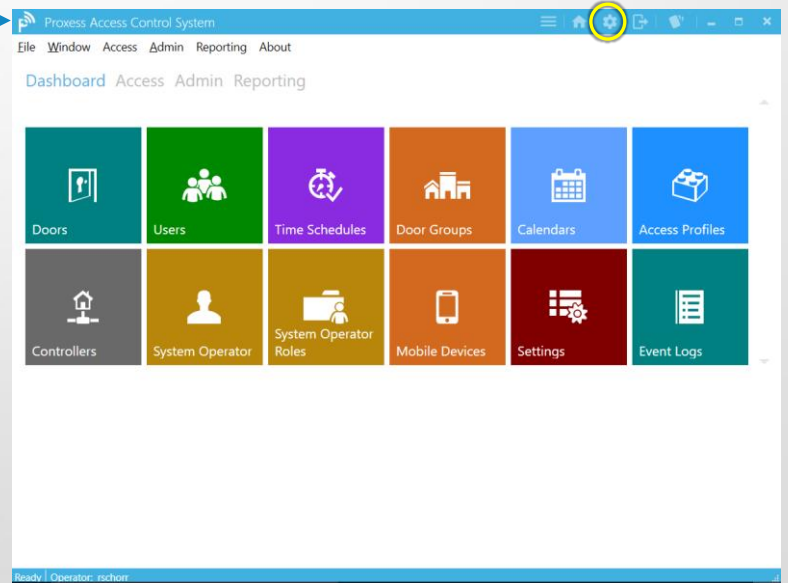 Proxess Access Control System
File Window Access Admin Reporting About
Dashboard Access Admin Reporting
Doors
Users
Time Schedules
Door Groups
Calendars
Access Profiles
Controllers
System Operator
System Operator
Roles
Mobile Devices
Settings
Event Logs
Ready Operator: rschorr